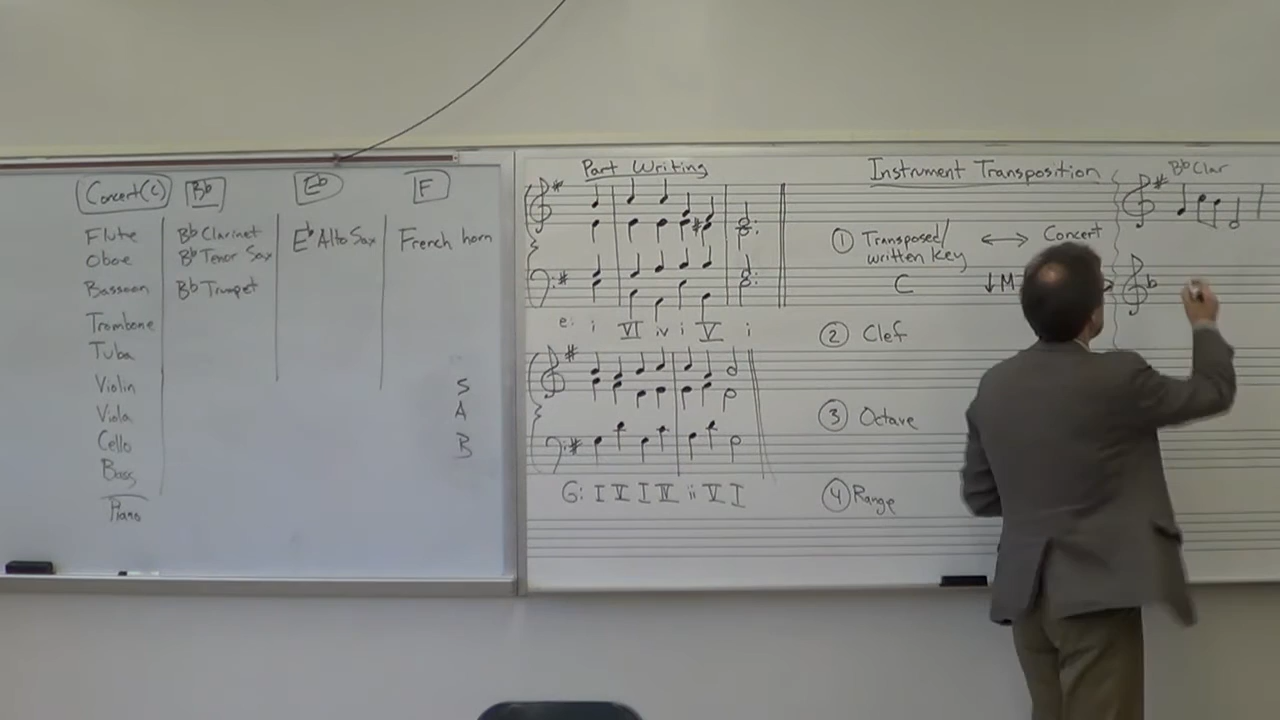 Concert(C) B♭ E♭ F
Flute B♭ Clarinet E♭ Alto Sax French horn
Oboe B♭ Tenor Sax
Bassoon B♭ Trumpet
Trombone
Tuba
Violin S
Viola A
Cello B
Bass
Piano
Part Writing
e: i VI iv i V i
G: I V I IV ii V I
Instrument Transposition
① Transposed/ ↔ Concert
written key
C ↓M
② Clef
③ Octave
④ Range
B♭ Clar